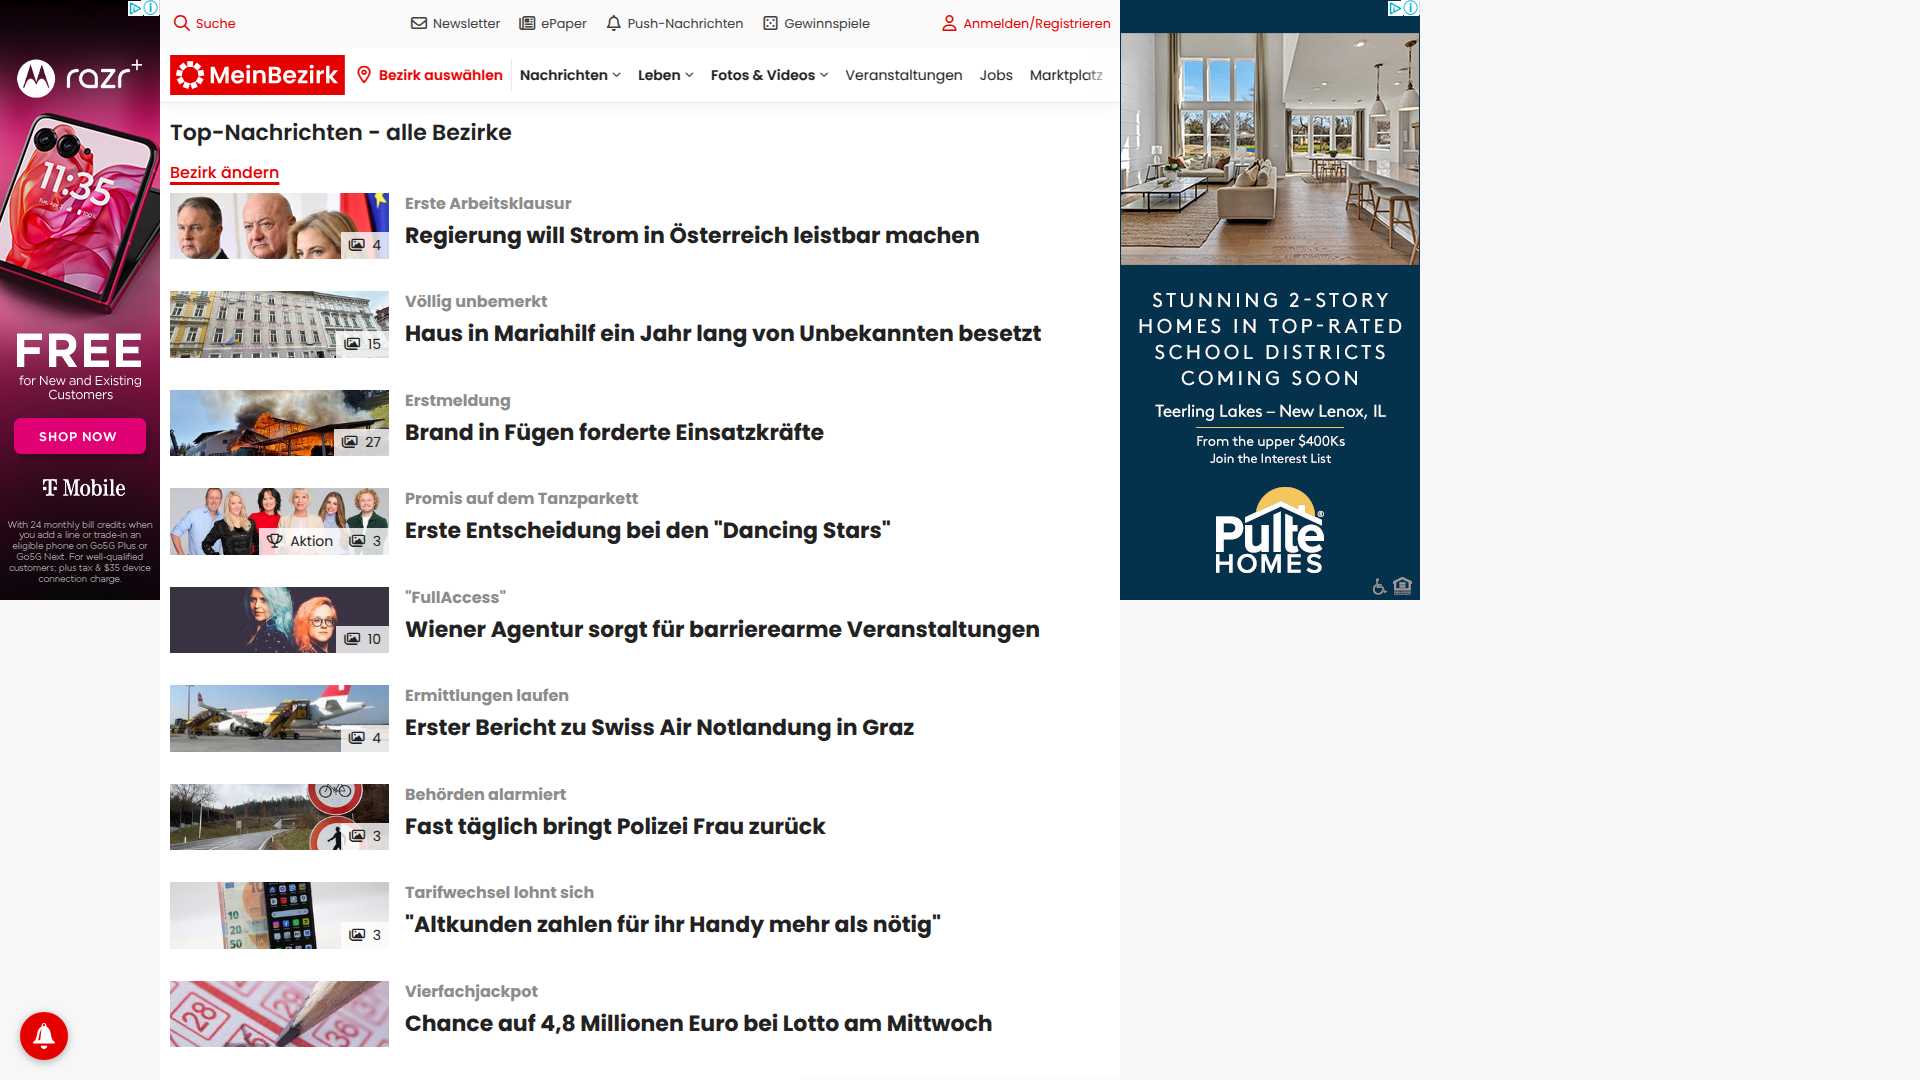 razr+
11:35
FREE
for New and Existing
Customers
SHOP NOW
T Mobile
With 24 monthly bill credits when
you add a line or trade-in an
eligible phone on Go5G Plus or
Go5G Next. For well-qualified
customers; plus tax & $35 device
connection charge.
Suche
Newsletter
ePaper
Push-Nachrichten
Gewinnspiele
Anmelden/Registrieren
MeinBezirk
Bezirk auswählen
Nachrichten
Leben
Fotos & Videos
Veranstaltungen
Jobs
Marktplatz
Top-Nachrichten - alle Bezirke
Bezirk ändern
4
Erste Arbeitsklausur
Regierung will Strom in Österreich leistbar machen
15
Völlig unbemerkt
Haus in Mariahilf ein Jahr lang von Unbekannten besetzt
27
Erstmeldung
Brand in Fügen forderte Einsatzkräfte
Aktion
3
Promis auf dem Tanzparkett
Erste Entscheidung bei den "Dancing Stars"
10
"FullAccess"
Wiener Agentur sorgt für barrierearme Veranstaltungen
4
Ermittlungen laufen
Erster Bericht zu Swiss Air Notlandung in Graz
3
Behörden alarmiert
Fast täglich bringt Polizei Frau zurück
10
20
50
3
Tarifwechsel lohnt sich
"Altkunden zahlen für ihr Handy mehr als nötig"
28
29
36
Vierfachjackpot
Chance auf 4,8 Millionen Euro bei Lotto am Mittwoch
STUNNING 2-STORY
HOMES IN TOP-RATED
SCHOOL DISTRICTS
COMING SOON
Teerling Lakes – New Lenox, IL
From the upper $400Ks
Join the Interest List
Pulte®
HOMES